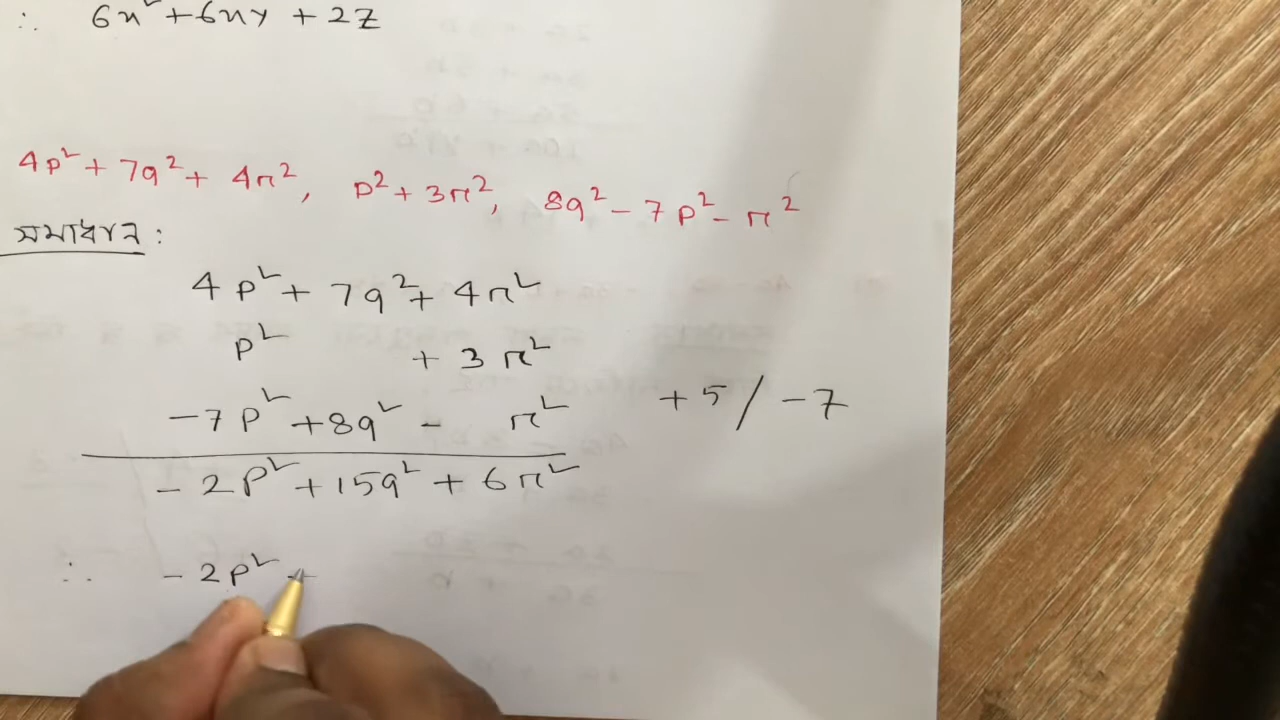 ∴ 6x² + 6xy + 2z
4p² + 7q² + 4r², p² + 3r², 8q² - 7p² - r²
সমাধান :
4p² + 7q² + 4r²
p² + 3r²
-7p² + 8q² - r²
+5 / -7
-2p² + 15q² + 6r²
∴ -2p² +